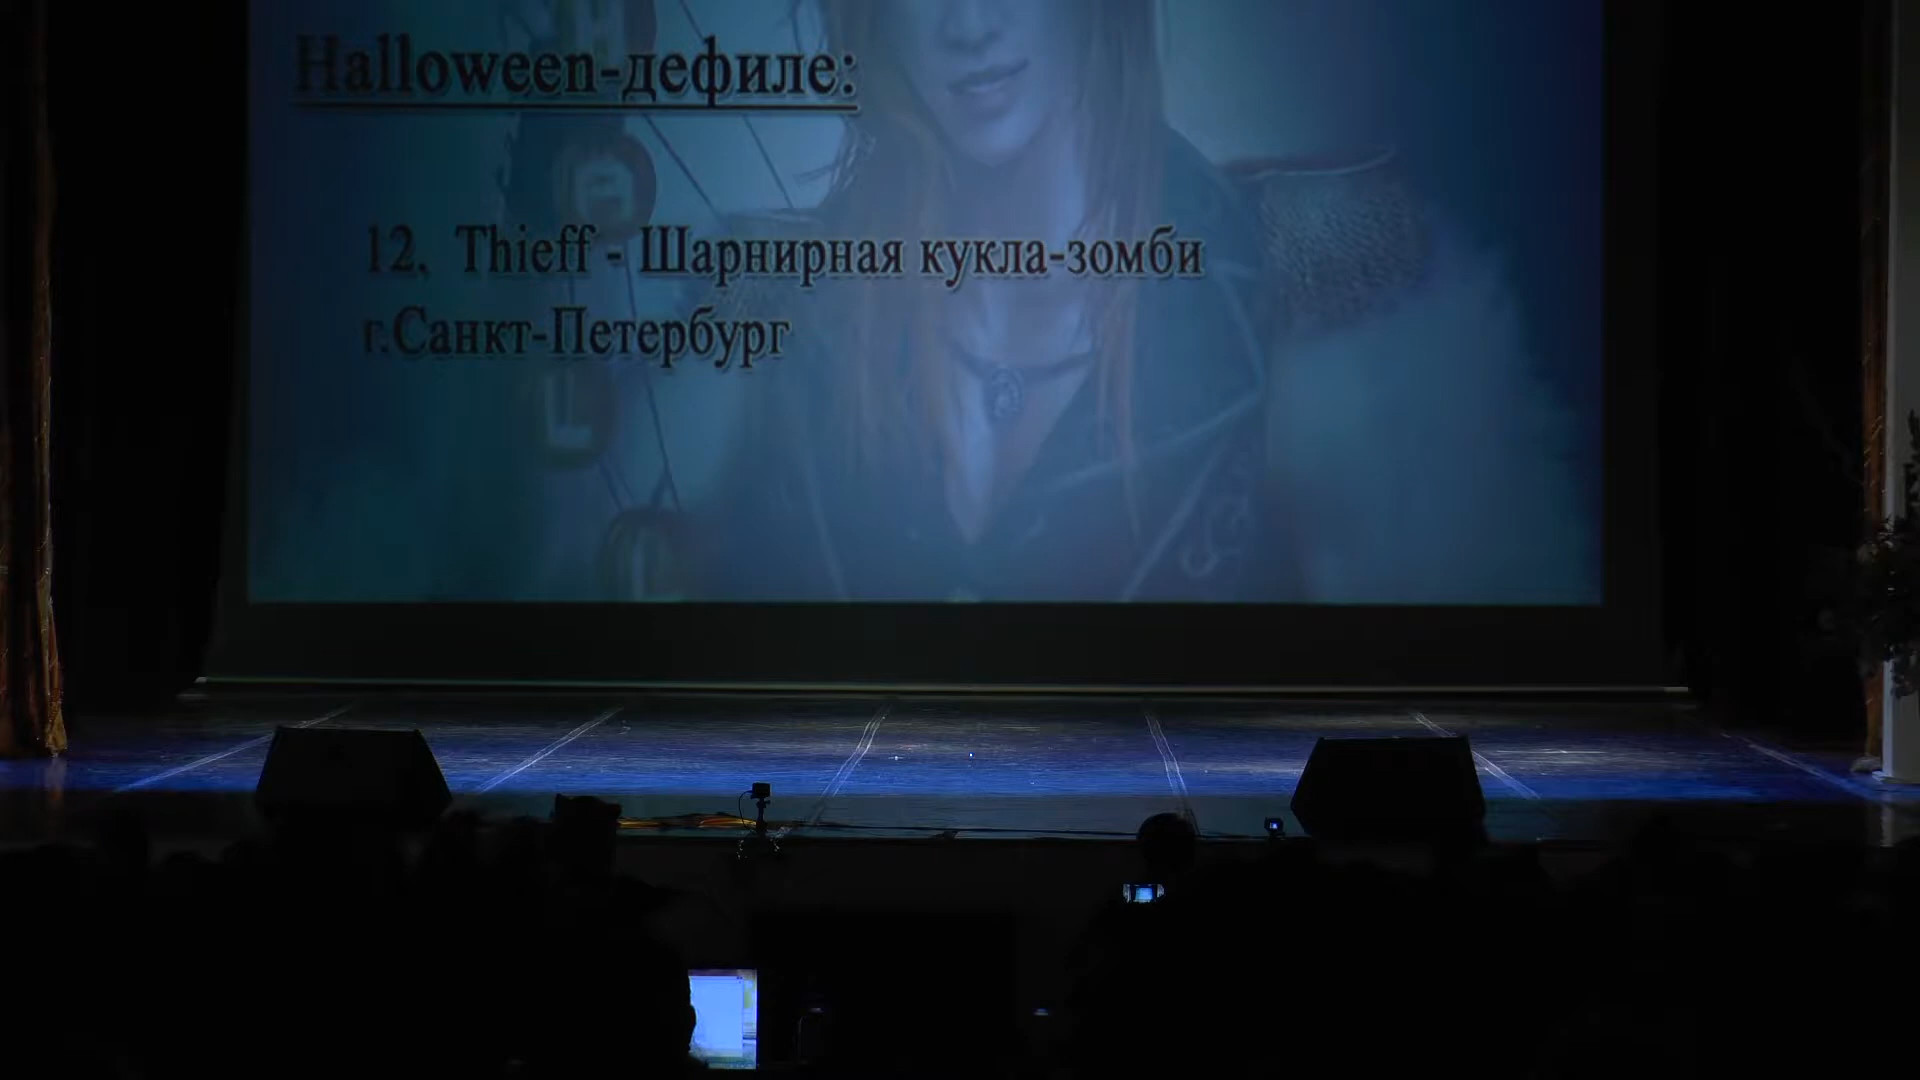 Halloween-дефиле:
12. Thieff - Шарнирная кукла-зомби
г.Санкт-Петербург